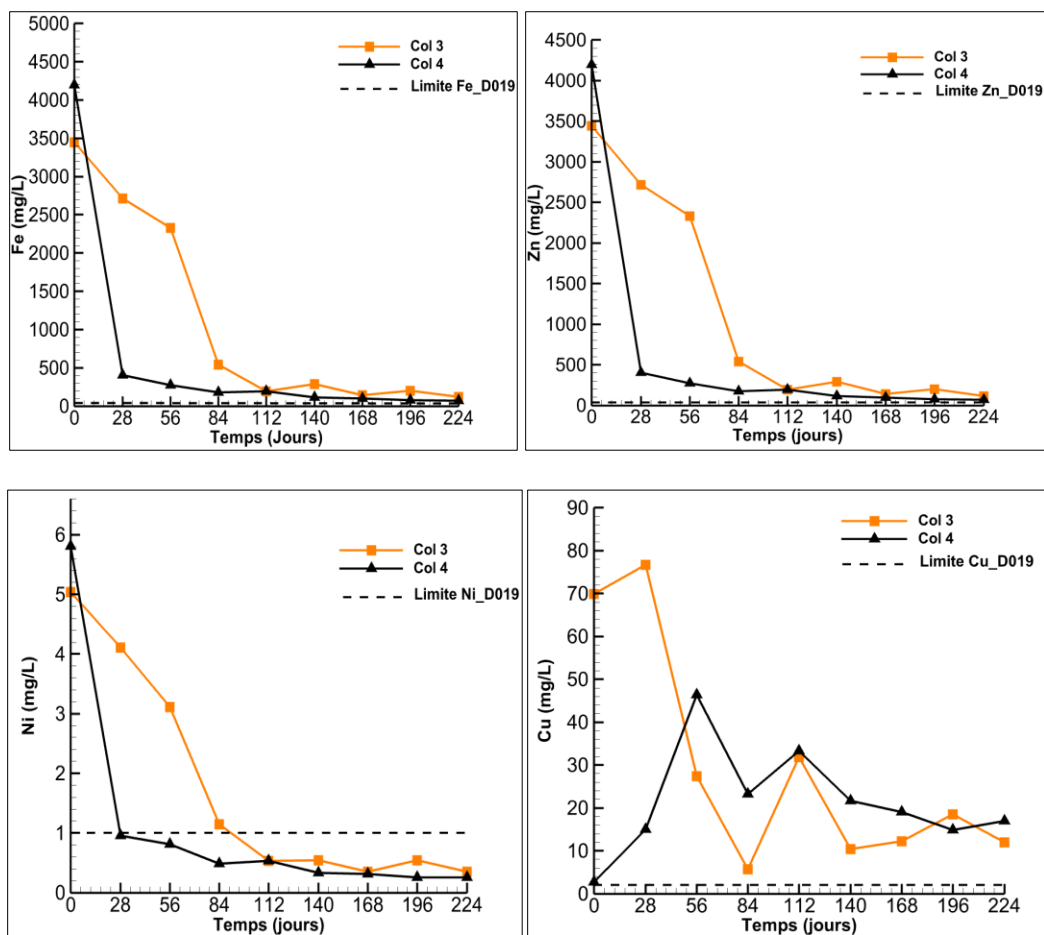 5000
4500
4000
3500
3000
2500
2000
1500
1000
500
0
Fe (mg/L)
Col 3
Col 4
Limite Fe_D019
0 28 56 84 112 140 168 196 224
Temps (Jours)
4500
4000
3500
3000
2500
2000
1500
1000
500
0
Zn (mg/L)
Col 3
Col 4
Limite Zn_D019
0 28 56 84 112 140 168 196 224
Temps (jours)
6
5
4
3
2
1
0
Ni (mg/L)
Col 3
Col 4
Limite Ni_D019
0 28 56 84 112 140 168 196 224
Temps (jours)
90
80
70
60
50
40
30
20
10
0
Cu (mg/L)
Col 3
Col 4
Limite Cu_D019
0 28 56 84 112 140 168 196 224
Temps (jours)